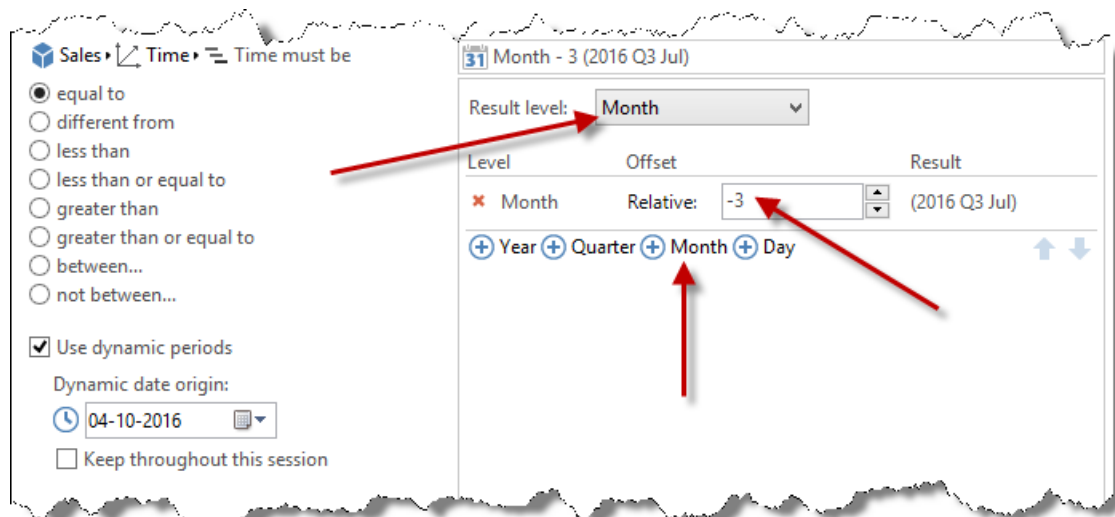 Sales Time Time must be
equal to
different from
less than
less than or equal to
greater than
greater than or equal to
between...
not between...
Use dynamic periods
Dynamic date origin:
04-10-2016
Keep throughout this session
31 Month - 3 (2016 Q3 Jul)
Result level: Month
Level Offset Result
Month Relative: -3 (2016 Q3 Jul)
Year Quarter Month Day